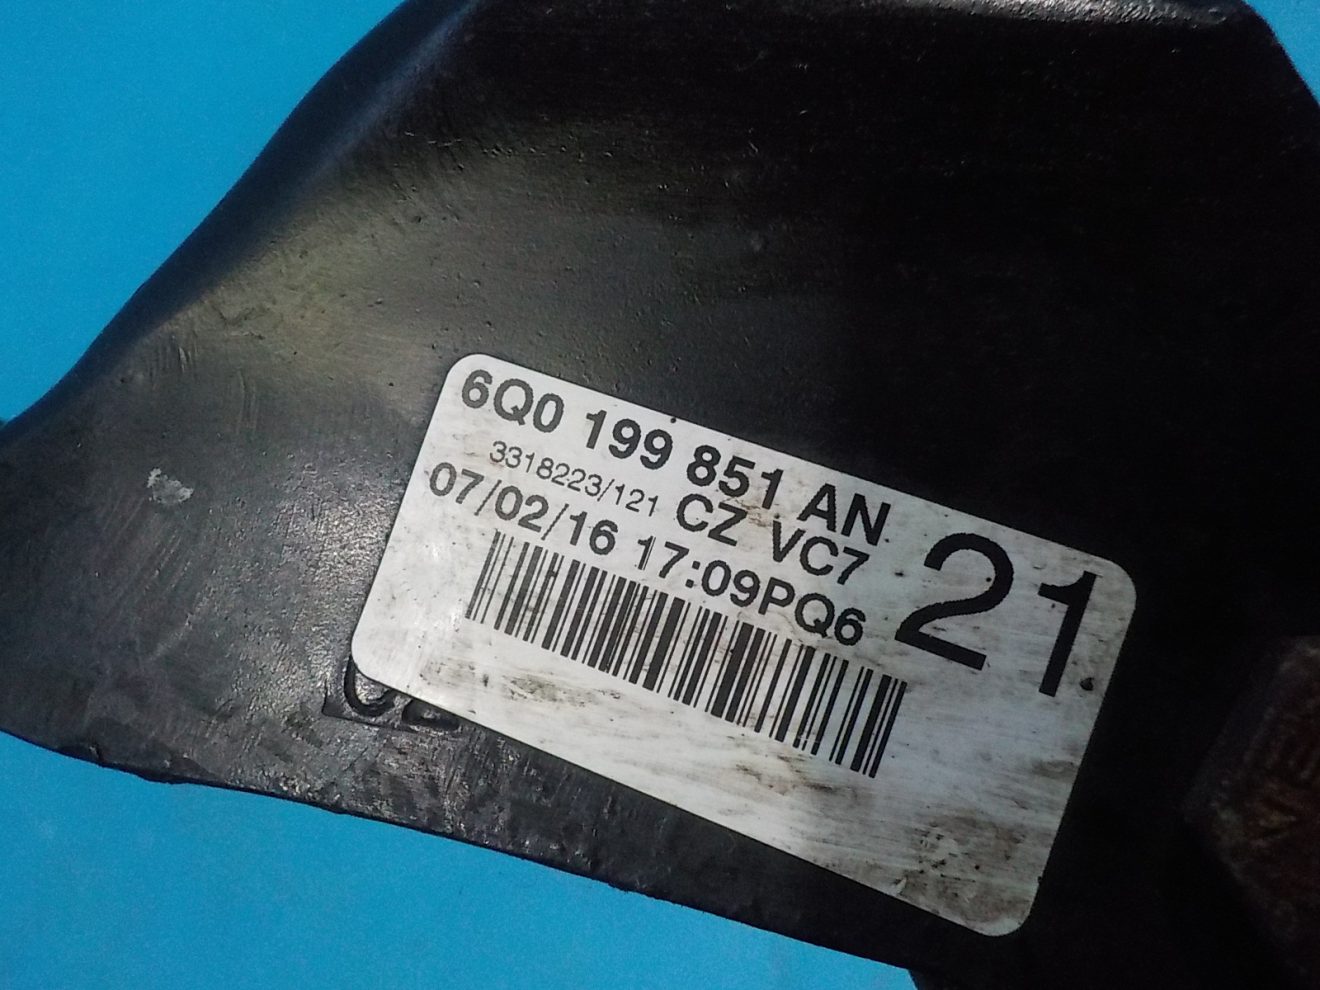 6Q0 199 851 AN
3318223/121 CZ VC7
07/02/16 17:09PQ6
21